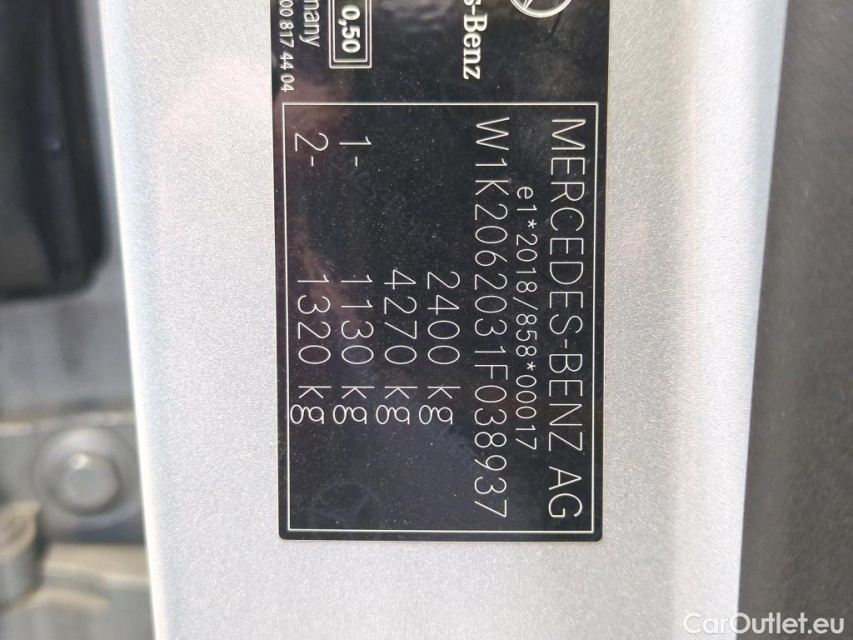 s-Benz
0,50
many
00 817 44 04
MERCEDES-BENZ AG
e1*2018/858*00017
W1K2062031F038937
2400 kg
4270 kg
1- 1130 kg
2- 1320 kg
CarOutlet.eu